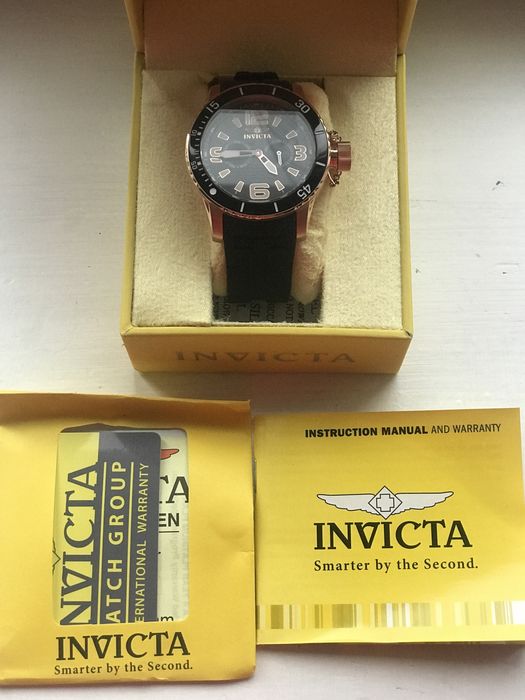 15
30
45
12
3
6
INVICTA
INVICTA
INVICTA
WATCH GROUP
INTERNATIONAL WARRANTY
INVICTA
Smarter by the Second.
INSTRUCTION MANUAL AND WARRANTY
INVICTA
Smarter by the Second.